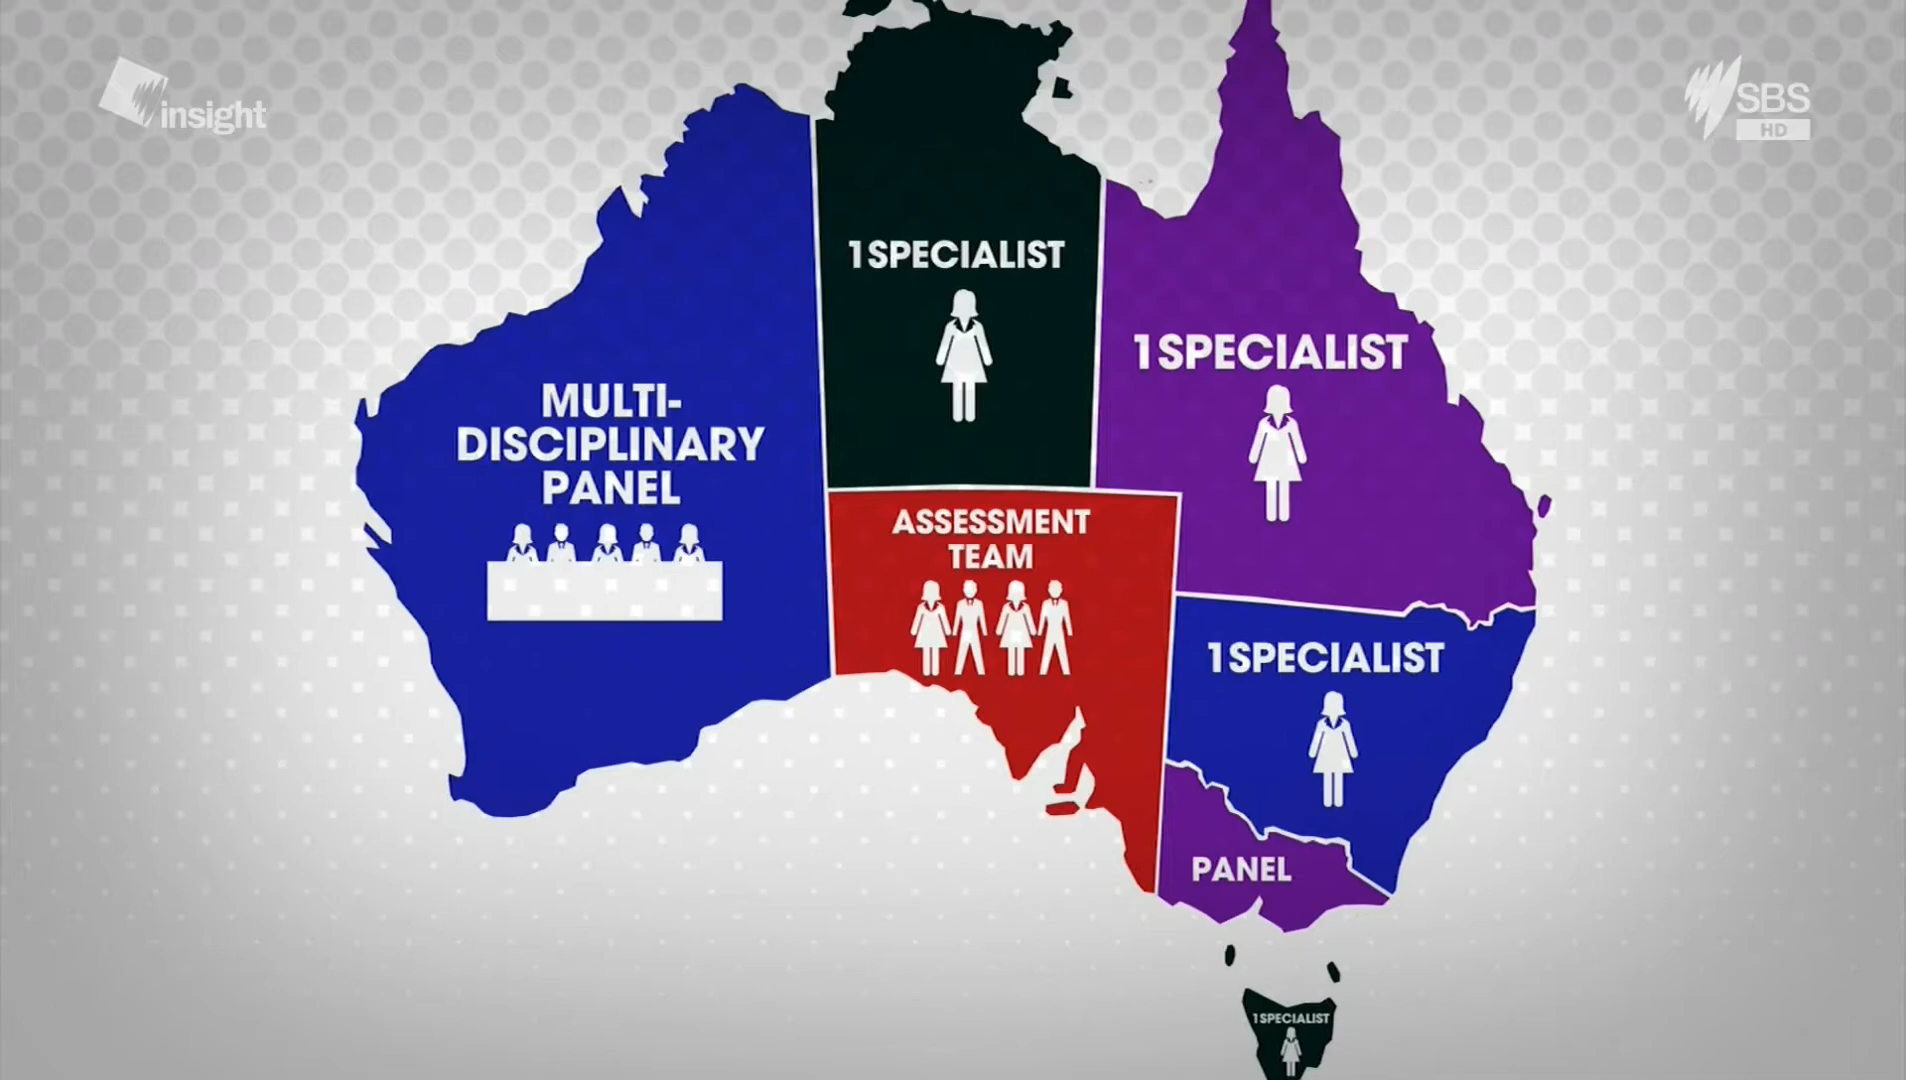 insight
SBS
HD
1 SPECIALIST
1 SPECIALIST
MULTI-
DISCIPLINARY
PANEL
ASSESSMENT
TEAM
1 SPECIALIST
PANEL
1 SPECIALIST